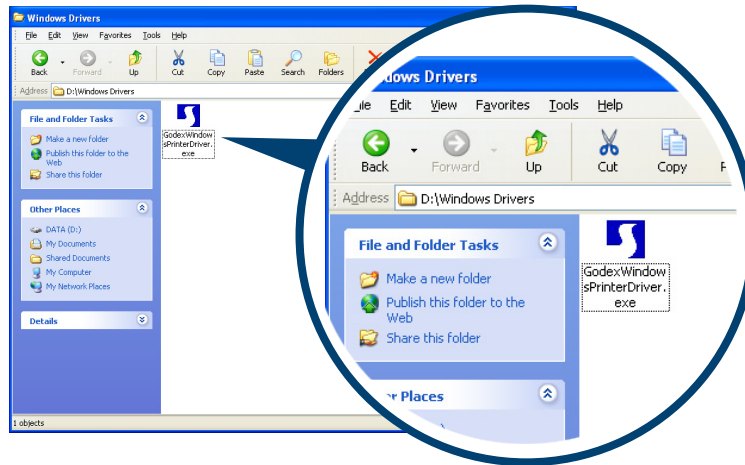 Windows Drivers
File Edit View Favorites Tools Help
Back Forward Up Cut Copy Paste Search Folders
Address D:\Windows Drivers
File and Folder Tasks
Make a new folder
Publish this folder to the
Web
Share this folder
Other Places
DATA (D:)
My Documents
Shared Documents
My Computer
My Network Places
Details
GodexWindow
sPrinterDriver.
exe
1 objects
dows Drivers
ile Edit View Favorites Tools Help
Back Forward Up Cut Copy P
Address D:\Windows Drivers
File and Folder Tasks
Make a new folder
Publish this folder to the
Web
Share this folder
er Places
GodexWindow
sPrinterDriver.
exe